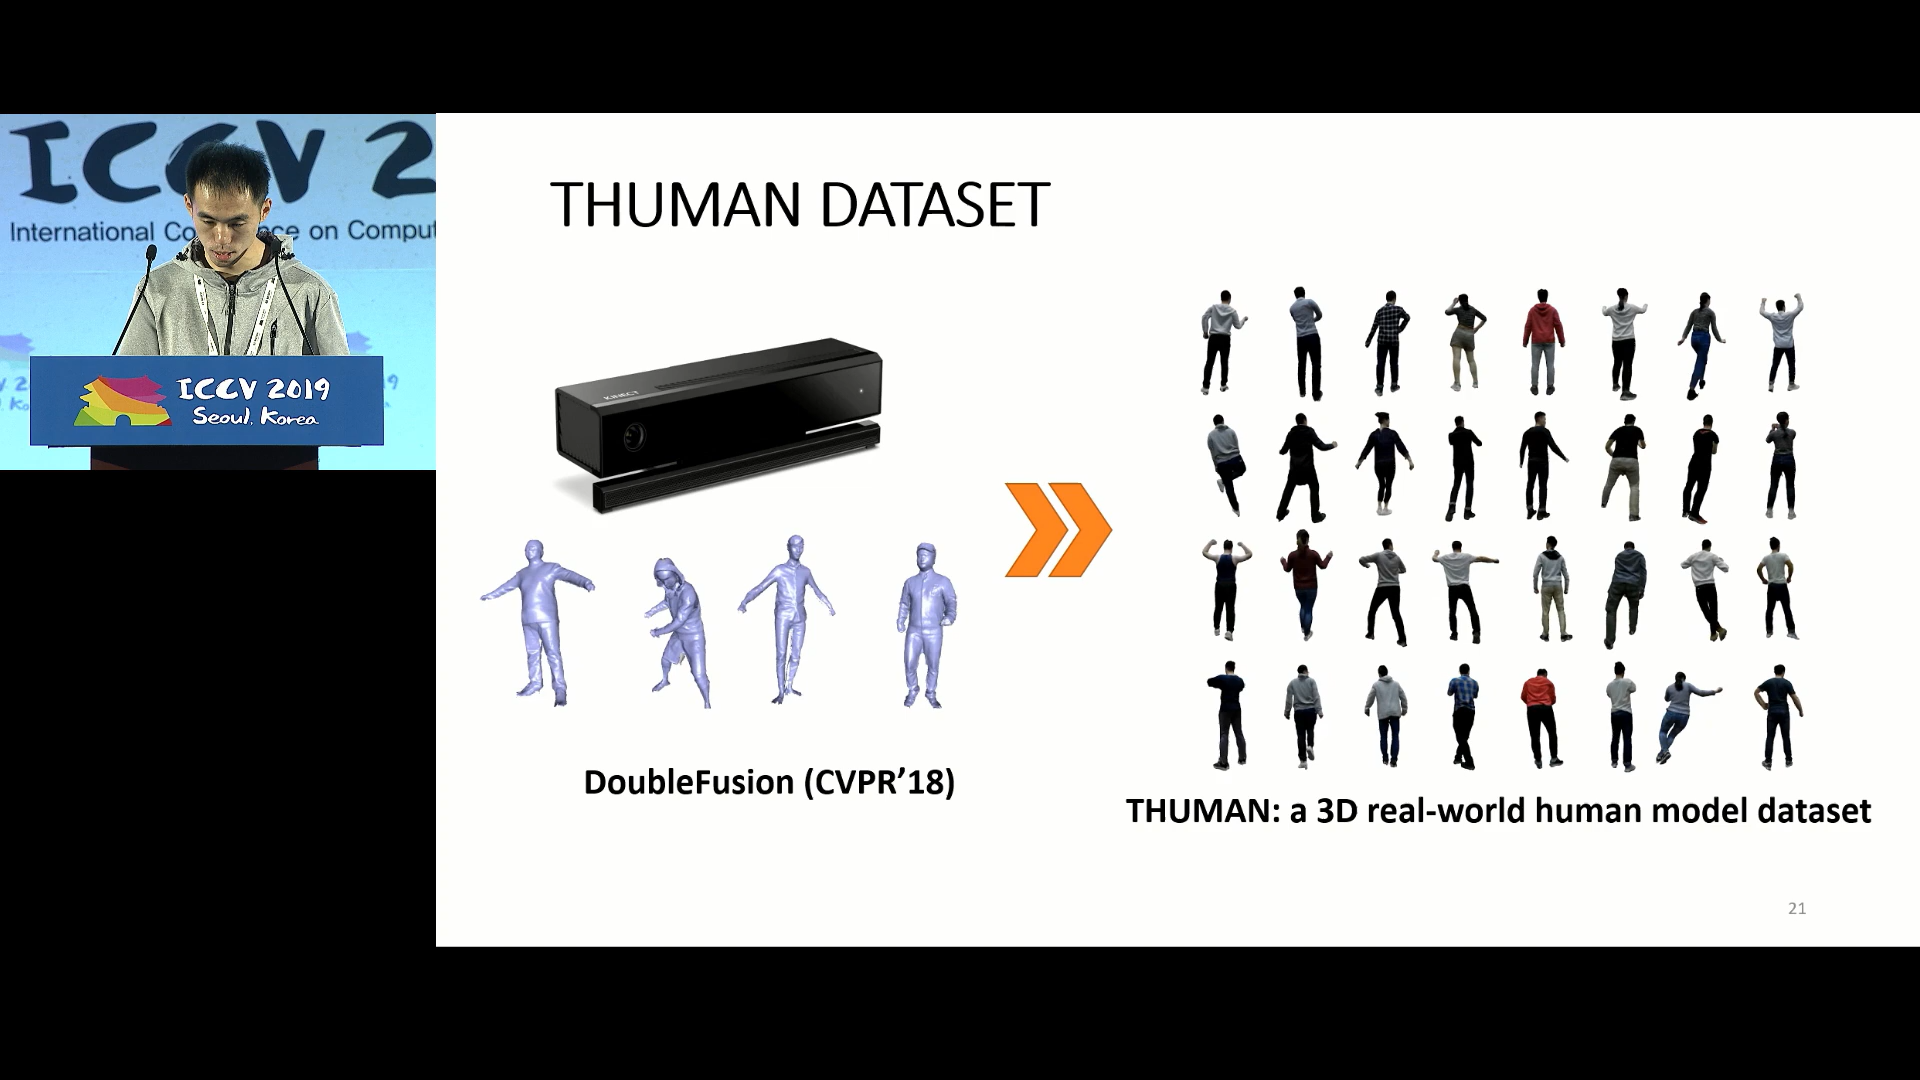 ICCV 2
International Co ce on Comput
ICCV 2019
Seoul, Korea
THUMAN DATASET
KINECT
DoubleFusion (CVPR’18)
THUMAN: a 3D real-world human model dataset
21